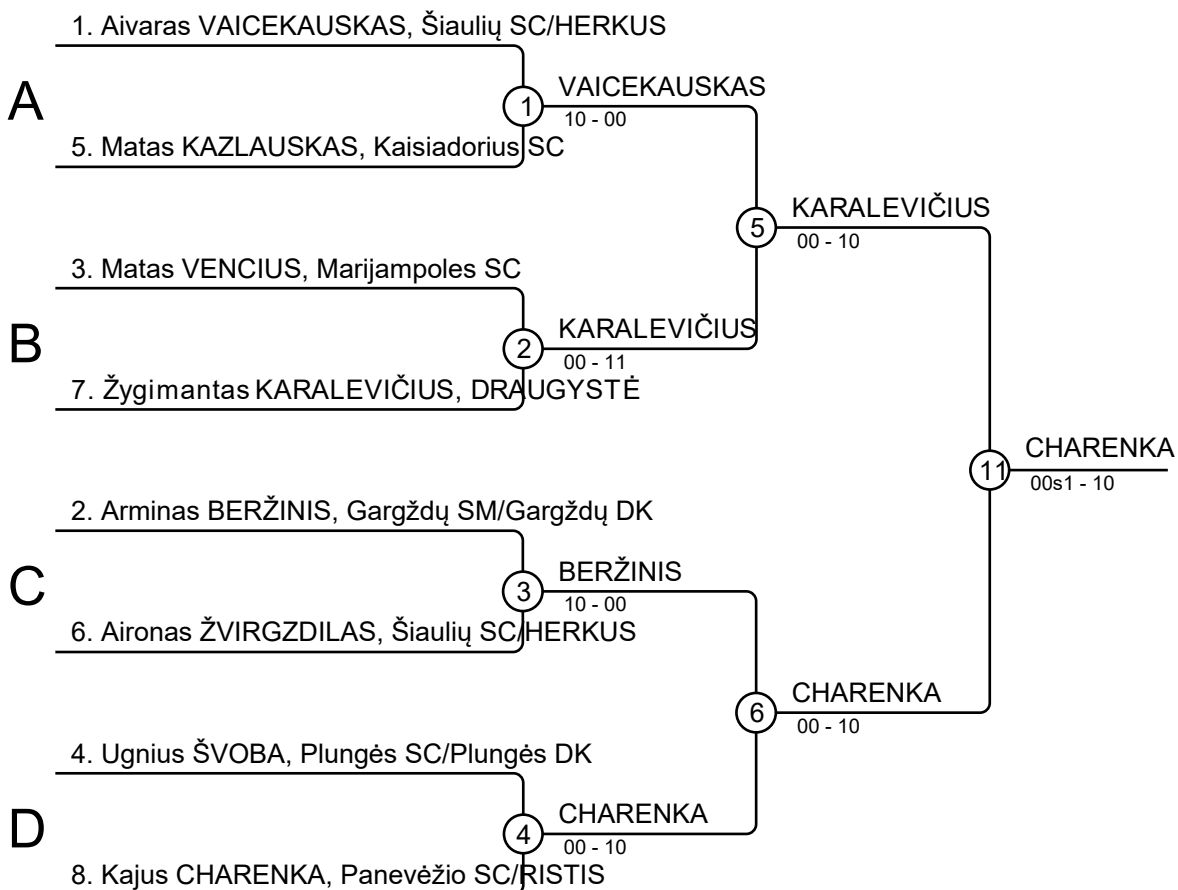 1. Aivaras VAICEKAUSKAS, Šiaulių SC/HERKUS
A
1
VAICEKAUSKAS
10 - 00
5. Matas KAZLAUSKAS, Kaisiadorius SC
5
KARALEVIČIUS
00 - 10
3. Matas VENCIUS, Marijampoles SC
B
2
KARALEVIČIUS
00 - 11
7. Žygimantas KARALEVIČIUS, DRAUGYSTĖ
11
CHARENKA
00s1 - 10
2. Arminas BERŽINIS, Gargždų SM/Gargždų DK
C
3
BERŽINIS
10 - 00
6. Aironas ŽVIRGZDILAS, Šiaulių SC/HERKUS
6
CHARENKA
00 - 10
4. Ugnius ŠVOBA, Plungės SC/Plungės DK
D
4
CHARENKA
00 - 10
8. Kajus CHARENKA, Panevėžio SC/RISTIS